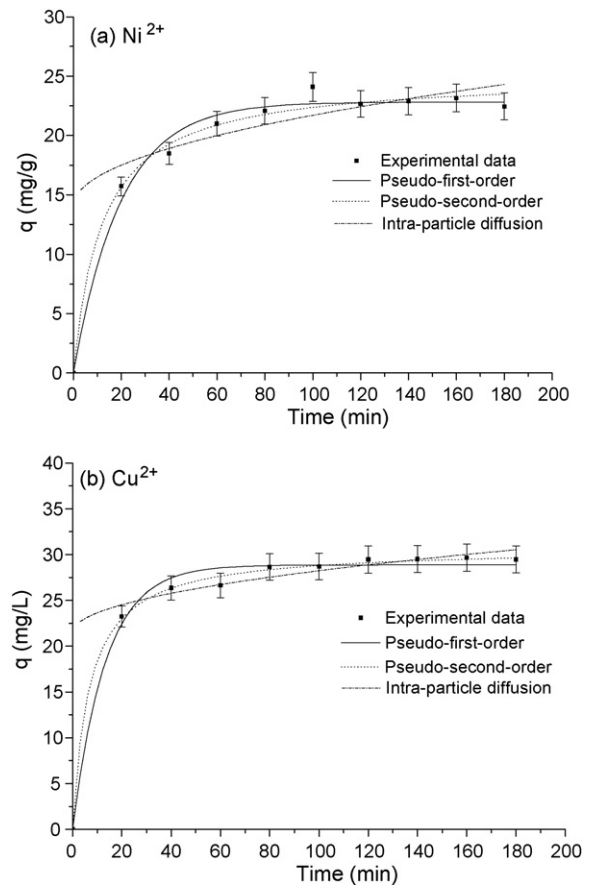 (a) Ni2+
30
25
20
15
10
5
0
q (mg/g)
Experimental data
Pseudo-first-order
Pseudo-second-order
Intra-particle diffusion
0 20 40 60 80 100 120 140 160 180 200
Time (min)
(b) Cu2+
40
35
30
25
20
15
10
5
0
q (mg/L)
Experimental data
Pseudo-first-order
Pseudo-second-order
Intra-particle diffusion
0 20 40 60 80 100 120 140 160 180 200
Time (min)